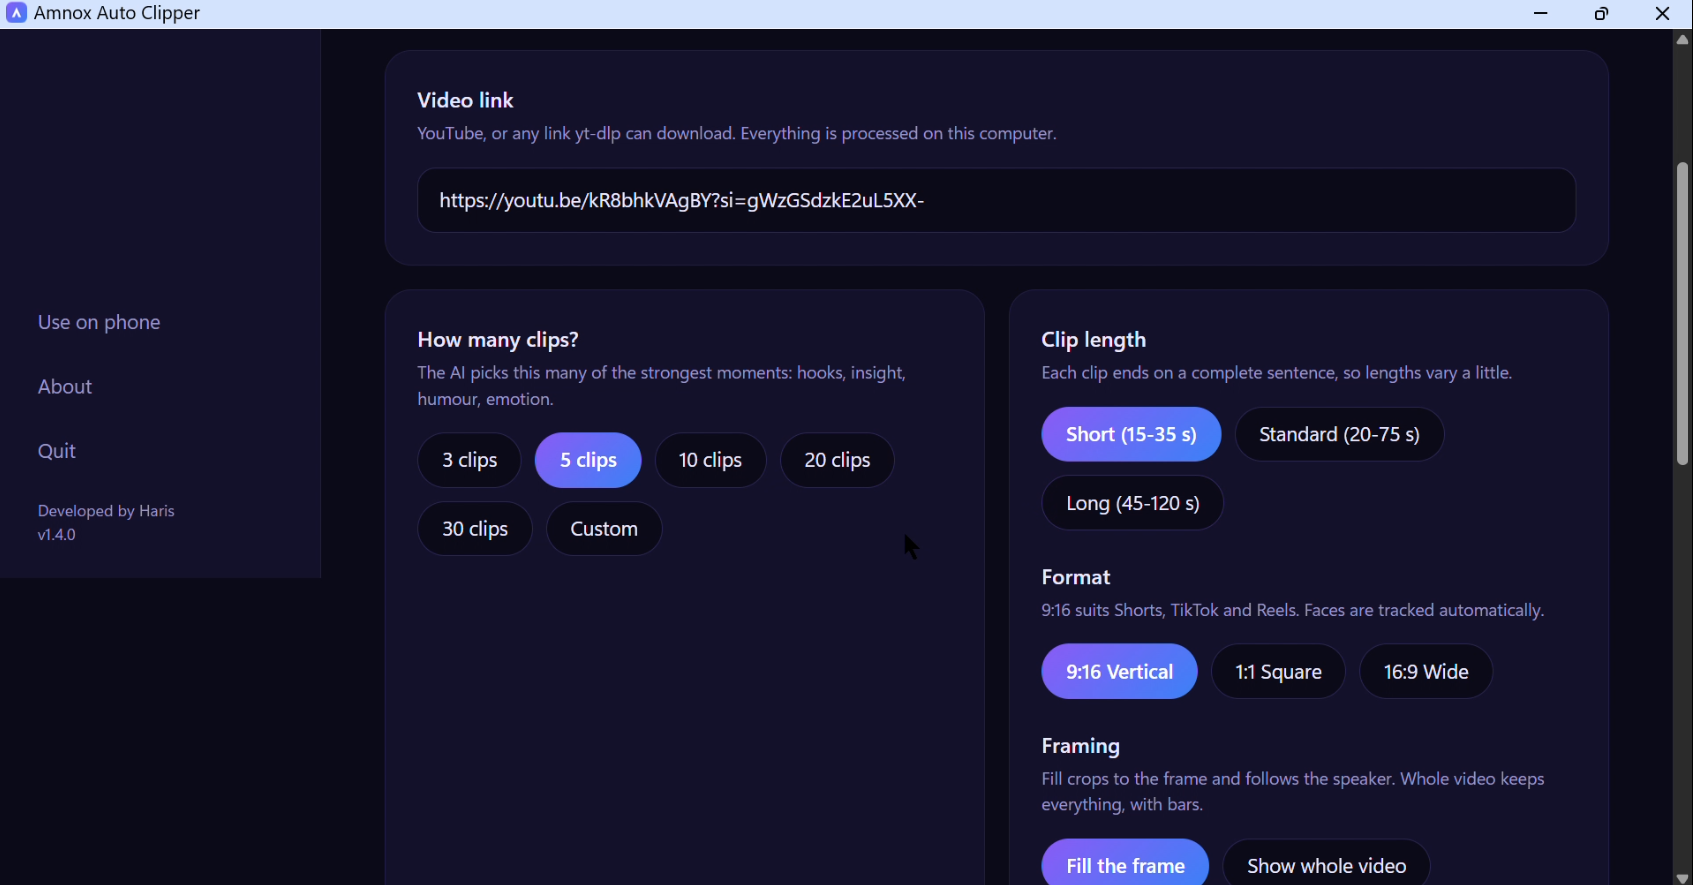 Amnox Auto Clipper
Video link
YouTube, or any link yt-dlp can download. Everything is processed on this computer.
https://youtu.be/kR8bhkVAgBY?si=gWzGSdzkE2uL5XX-
Use on phone
About
Quit
Developed by Haris
v1.4.0
How many clips?
The AI picks this many of the strongest moments: hooks, insight,
humour, emotion.
3 clips
5 clips
10 clips
20 clips
30 clips
Custom
Clip length
Each clip ends on a complete sentence, so lengths vary a little.
Short (15-35 s)
Standard (20-75 s)
Long (45-120 s)
Format
9:16 suits Shorts, TikTok and Reels. Faces are tracked automatically.
9:16 Vertical
1:1 Square
16:9 Wide
Framing
Fill crops to the frame and follows the speaker. Whole video keeps
everything, with bars.
Fill the frame
Show whole video